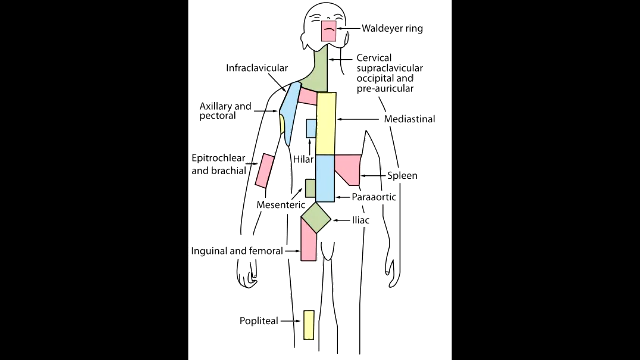 Waldeyer ring
Cervical
supraclavicular
occipital and
pre-auricular
Infraclavicular
Axillary and
pectoral
Mediastinal
Epitrochlear
and brachial
Hilar
Spleen
Mesenteric
Paraaortic
Iliac
Inguinal and femoral
Popliteal